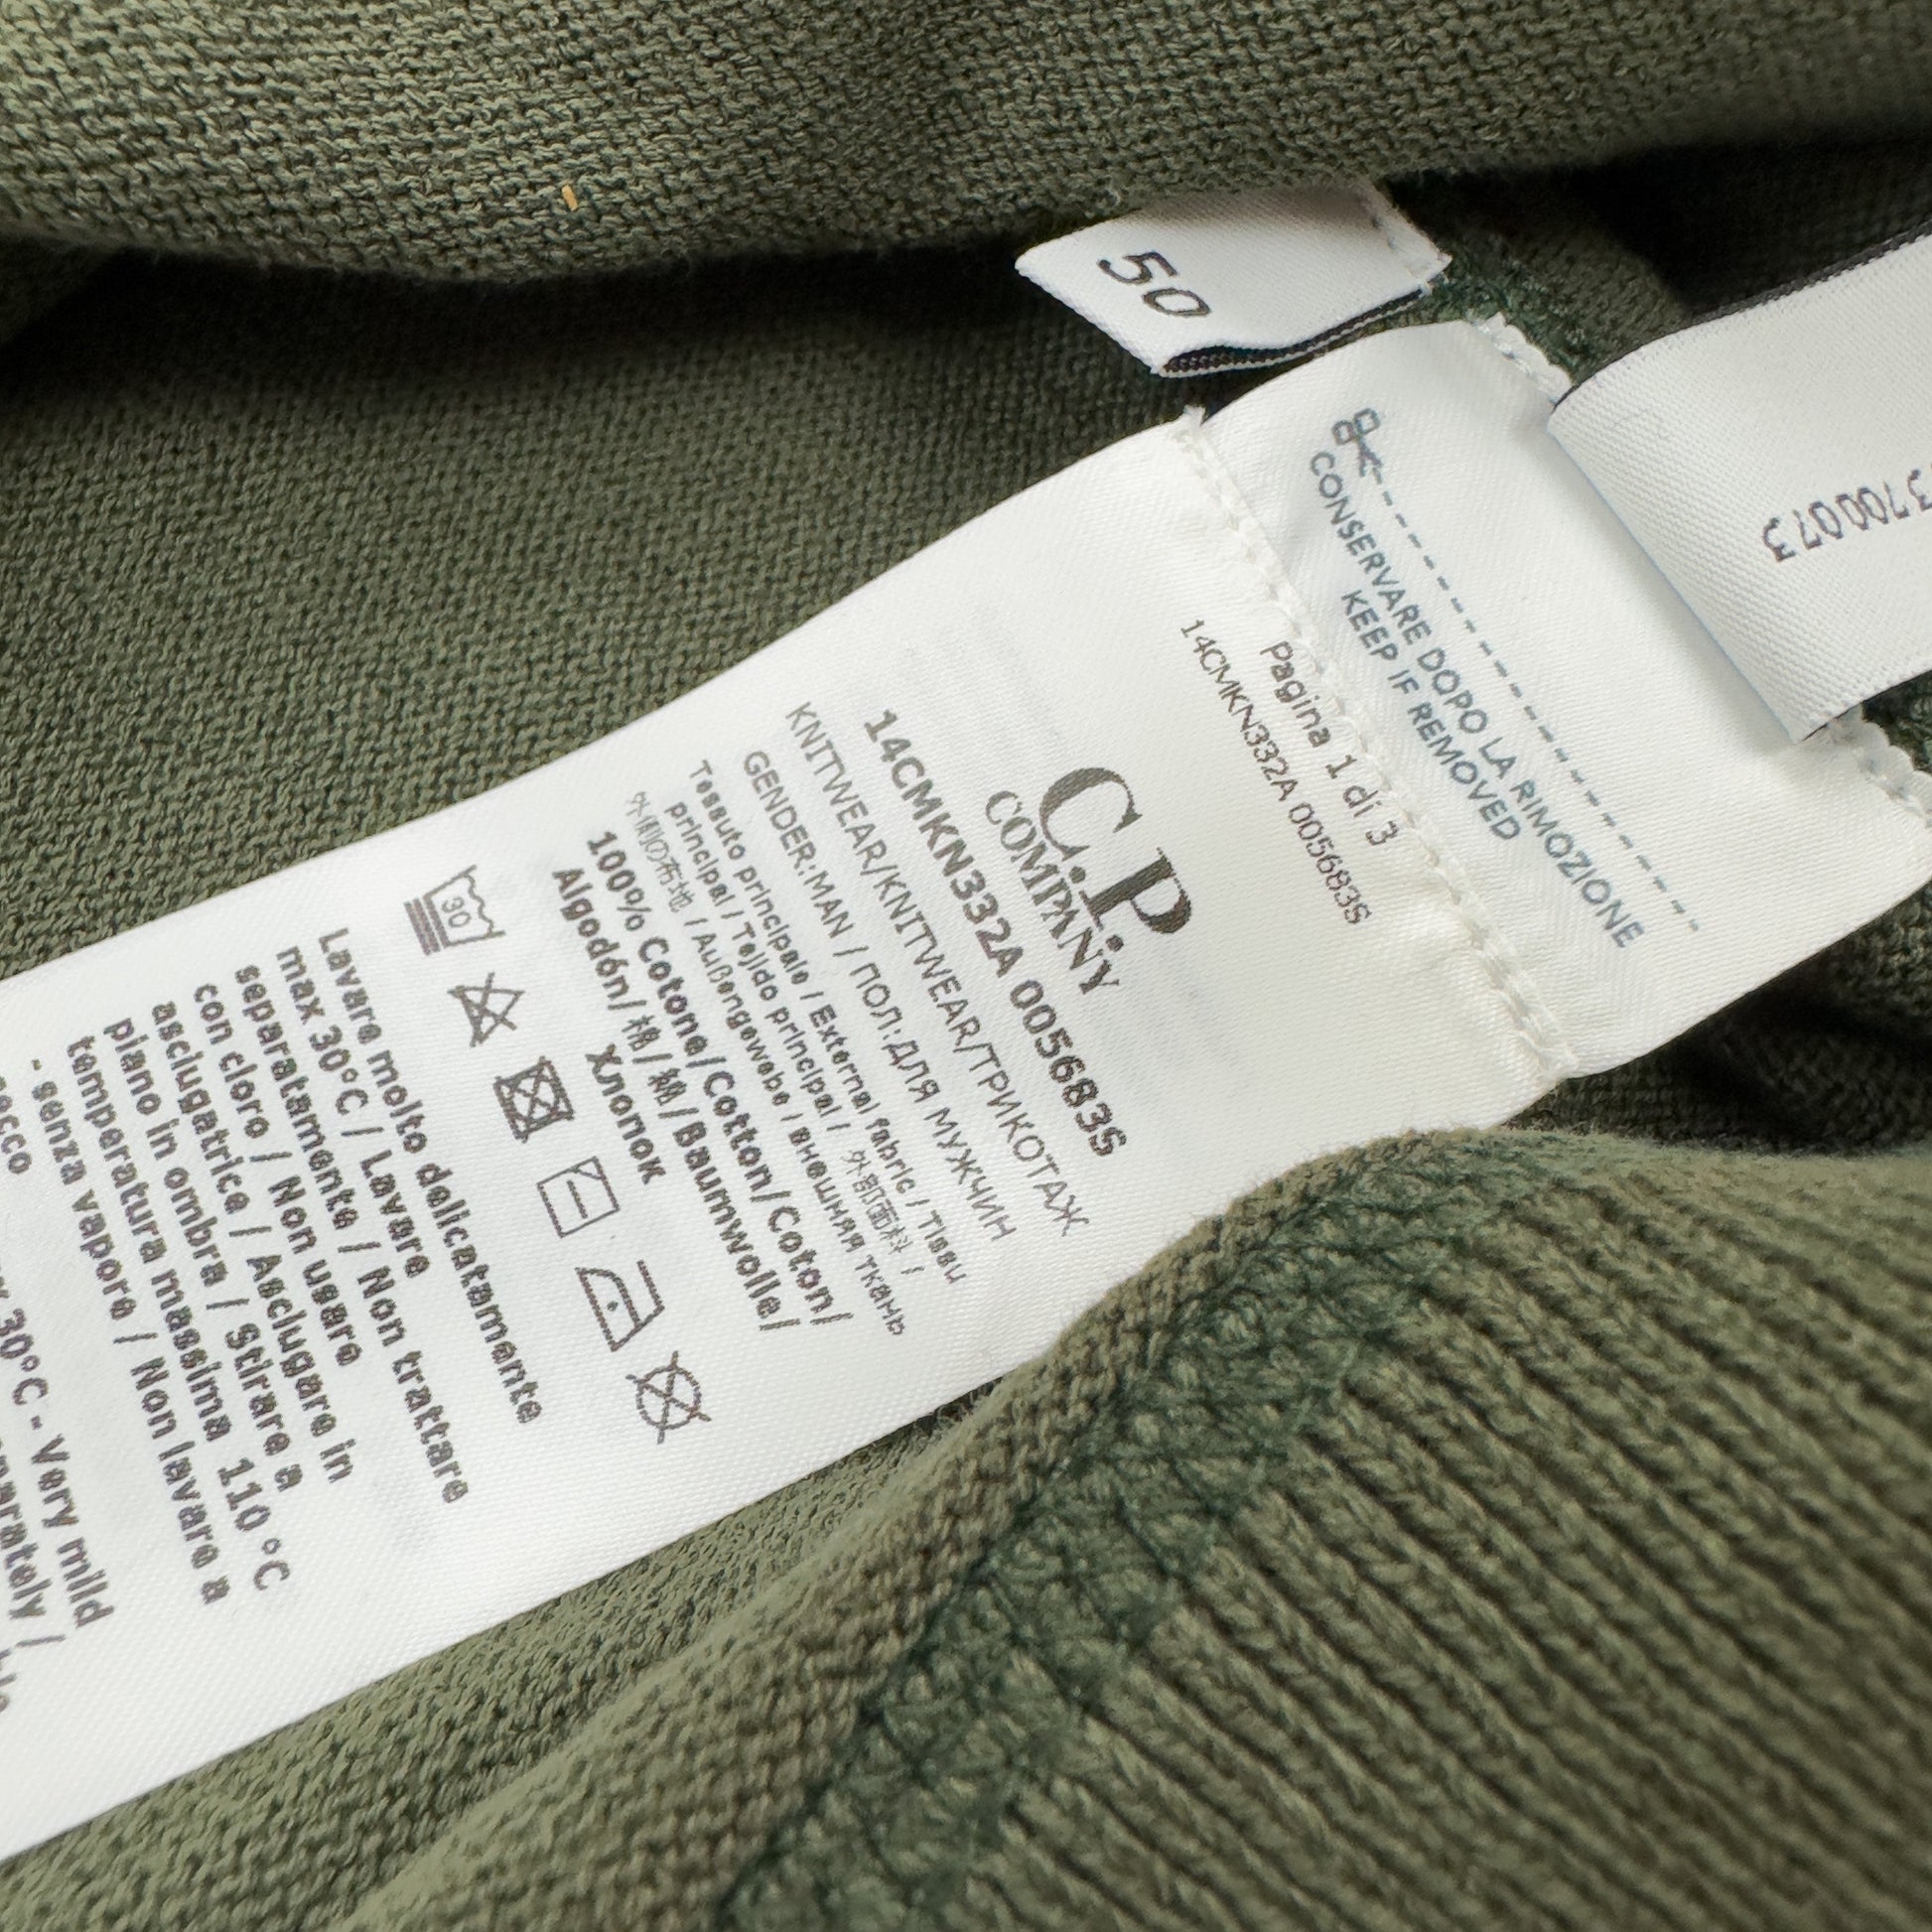 50
3700073
CONSERVARE DOPO LA RIMOZIONE
KEEP IF REMOVED
Pagina 1 di 3
14CMKN332A 005683S
C.P.
COMPANY
14CMKN332A 005683S
KNITWEAR/KNITWEAR/ТРИКОТАЖ
GENDER:MAN / ПОЛ:ДЛЯ МУЖЧИН
Tessuto principale / External fabric / Tissu
principal / Tejido principal / 外部面料 /
外側の布地 / Außengewebe / внешняя ткань
100% Cotone/Cotton/Coton/
Algodón/棉/綿/Baumwolle/
Хлопок
30
Lavare molto delicatamente
max 30°C / Lavare
separatamente / Non trattare
con cloro / Non usare
asciugatrice / Asciugare in
piano in ombra / Stirare a
temperatura massima 110 °C
- senza vapore / Non lavare a
secco
30°C - Very mild